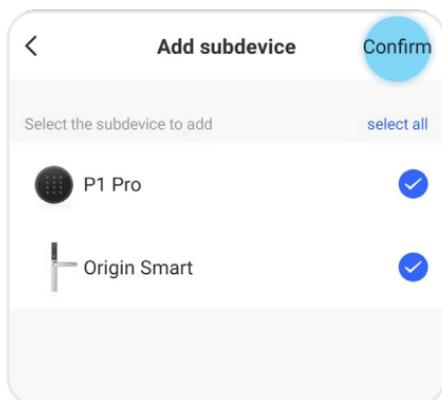 Add subdevice
Confirm
Select the subdevice to add
select all
P1 Pro
Origin Smart